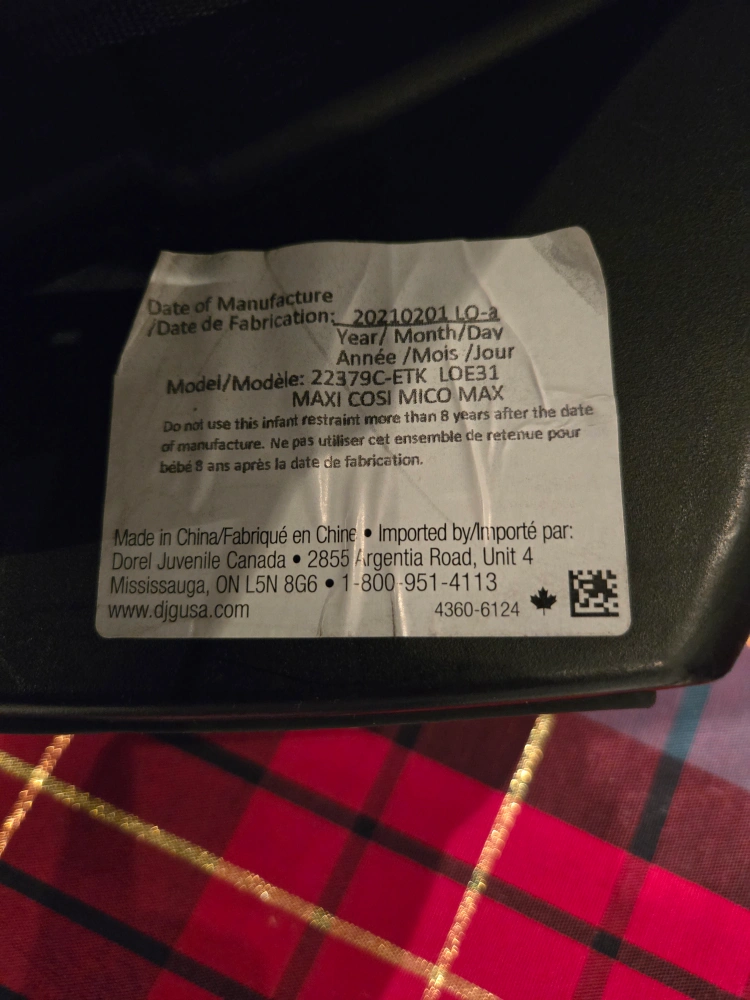 Date of Manufacture
/Date de Fabrication: 20210201 LO-a
Year/ Month/Day
Année /Mois /Jour
Model/Modèle: 22379C-ETK LOE31
MAXI COSI MICO MAX
Do not use this infant restraint more than 8 years after the date
of manufacture. Ne pas utiliser cet ensemble de retenue pour
bébé 8 ans après la date de fabrication.
Made in China/Fabriqué en Chine • Imported by/Importé par:
Dorel Juvenile Canada • 2855 Argentia Road, Unit 4
Mississauga, ON L5N 8G6 • 1-800-951-4113
www.djgusa.com 4360-6124